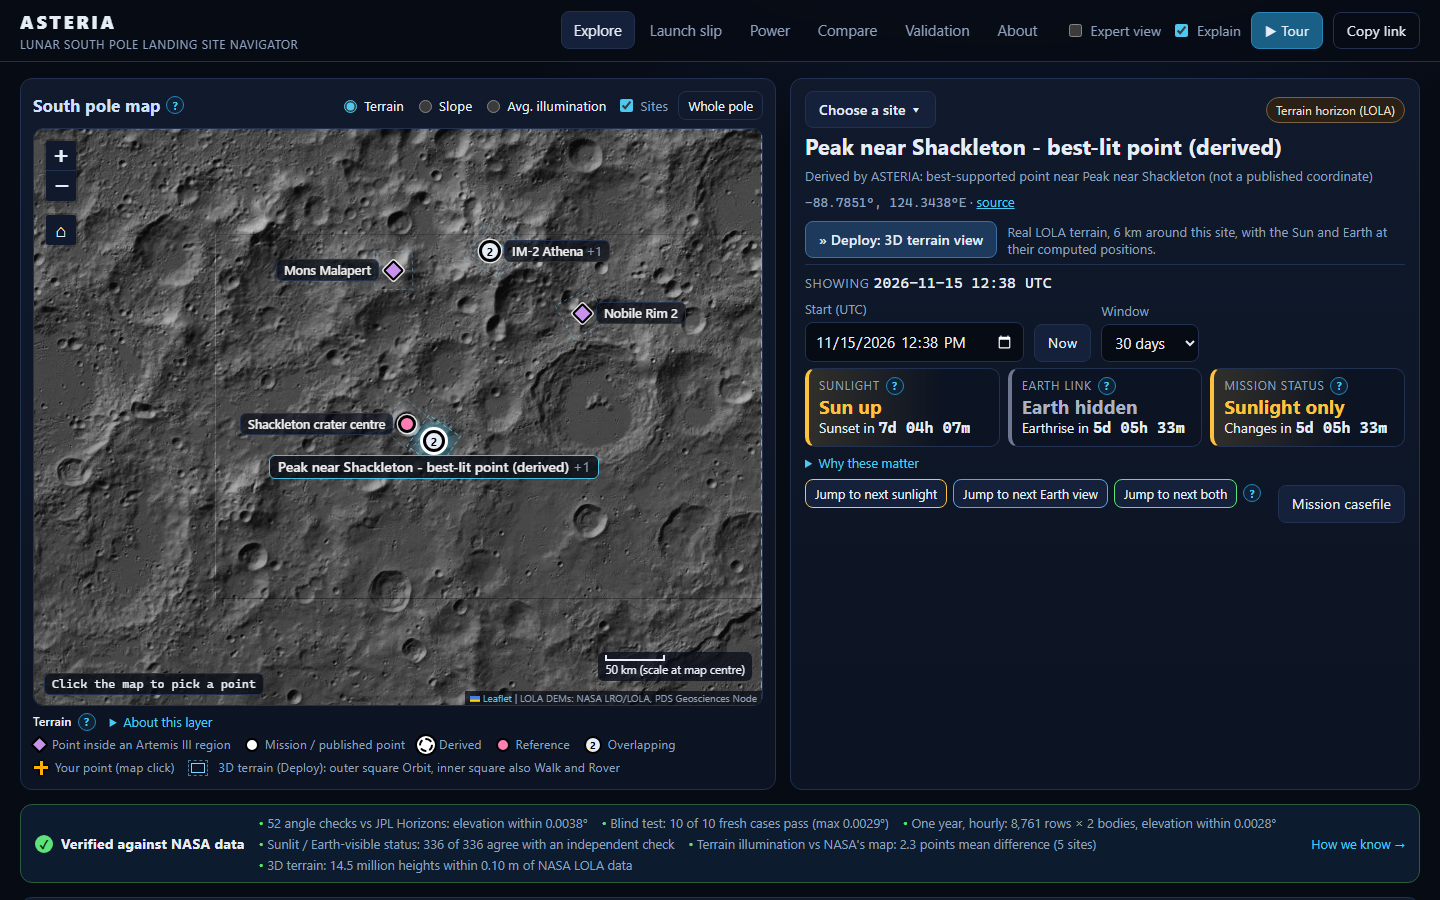 ASTERIA
LUNAR SOUTH POLE LANDING SITE NAVIGATOR
Explore
Launch slip
Power
Compare
Validation
About
Expert view
Explain
▶ Tour
Copy link
South pole map ?
Terrain
Slope
Avg. illumination
Sites
Whole pole
+
−
⌂
2 IM-2 Athena +1
Mons Malapert
Nobile Rim 2
Shackleton crater centre
2
Peak near Shackleton - best-lit point (derived) +1
50 km (scale at map centre)
Click the map to pick a point
Leaflet | LOLA DEMs: NASA LRO/LOLA, PDS Geosciences Node
Terrain ? ▶ About this layer
Point inside an Artemis III region
Mission / published point
Derived
Reference
2 Overlapping
Your point (map click)
3D terrain (Deploy): outer square Orbit, inner square also Walk and Rover
Choose a site ▾
Terrain horizon (LOLA)
Peak near Shackleton - best-lit point (derived)
Derived by ASTERIA: best-supported point near Peak near Shackleton (not a published coordinate)
−88.7851°, 124.3438°E · source
» Deploy: 3D terrain view
Real LOLA terrain, 6 km around this site, with the Sun and Earth at
their computed positions.
SHOWING 2026−11−15 12:38 UTC
Start (UTC)
Window
11/15/2026 12:38 PM
Now
30 days
SUNLIGHT ?
Sun up
Sunset in 7d 04h 07m
EARTH LINK ?
Earth hidden
Earthrise in 5d 05h 33m
MISSION STATUS ?
Sunlight only
Changes in 5d 05h 33m
▶ Why these matter
Jump to next sunlight
Jump to next Earth view
Jump to next both
?
Mission casefile
Verified against NASA data
• 52 angle checks vs JPL Horizons: elevation within 0.0038° • Blind test: 10 of 10 fresh cases pass (max 0.0029°) • One year, hourly: 8,761 rows × 2 bodies, elevation within 0.0028°
• Sunlit / Earth-visible status: 336 of 336 agree with an independent check • Terrain illumination vs NASA's map: 2.3 points mean difference (5 sites)
• 3D terrain: 14.5 million heights within 0.10 m of NASA LOLA data
How we know →